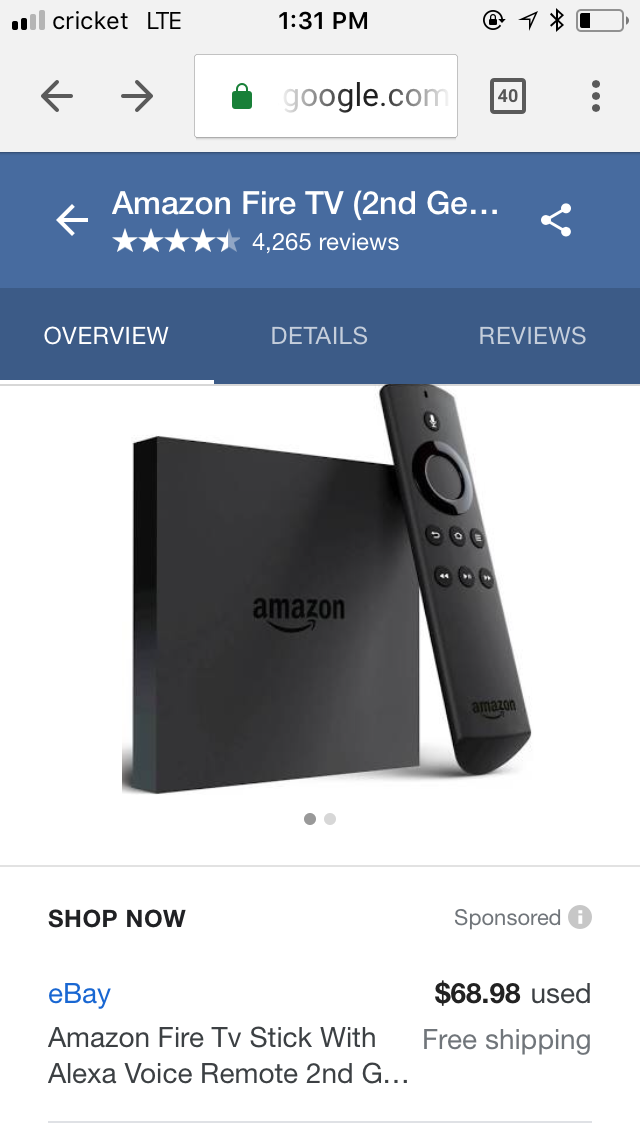 cricket LTE 1:31 PM
google.com 40
Amazon Fire TV (2nd Ge...
4,265 reviews
OVERVIEW DETAILS REVIEWS
amazon
amazon
SHOP NOW Sponsored
eBay $68.98 used
Amazon Fire Tv Stick With Free shipping
Alexa Voice Remote 2nd G...